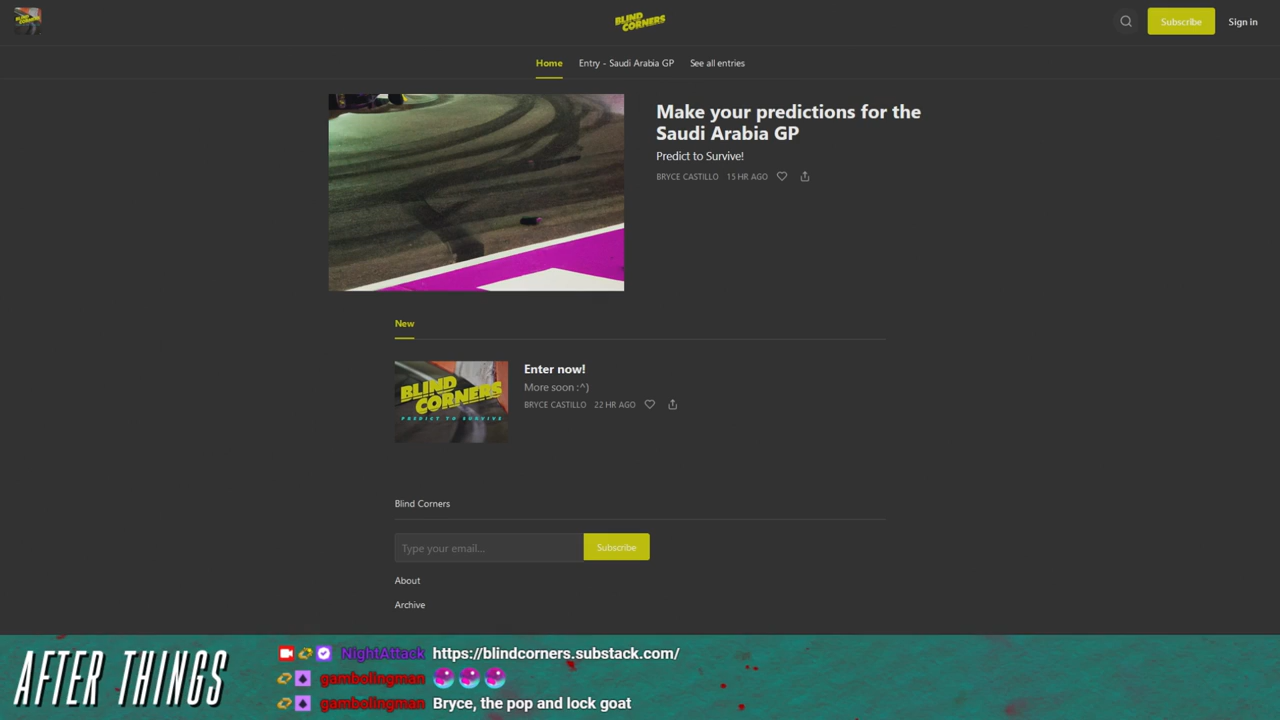 BLIND CORNERS
Subscribe
Sign in
Home
Entry - Saudi Arabia GP
See all entries
Make your predictions for the
Saudi Arabia GP
Predict to Survive!
BRYCE CASTILLO 15 HR AGO
New
BLIND
CORNERS
PREDICT TO SURVIVE
Enter now!
More soon :^)
BRYCE CASTILLO 22 HR AGO
Blind Corners
Type your email...
Subscribe
About
Archive
AFTER THINGS
NightAttack https://blindcorners.substack.com/
gambolingman
gambolingman Bryce, the pop and lock goat